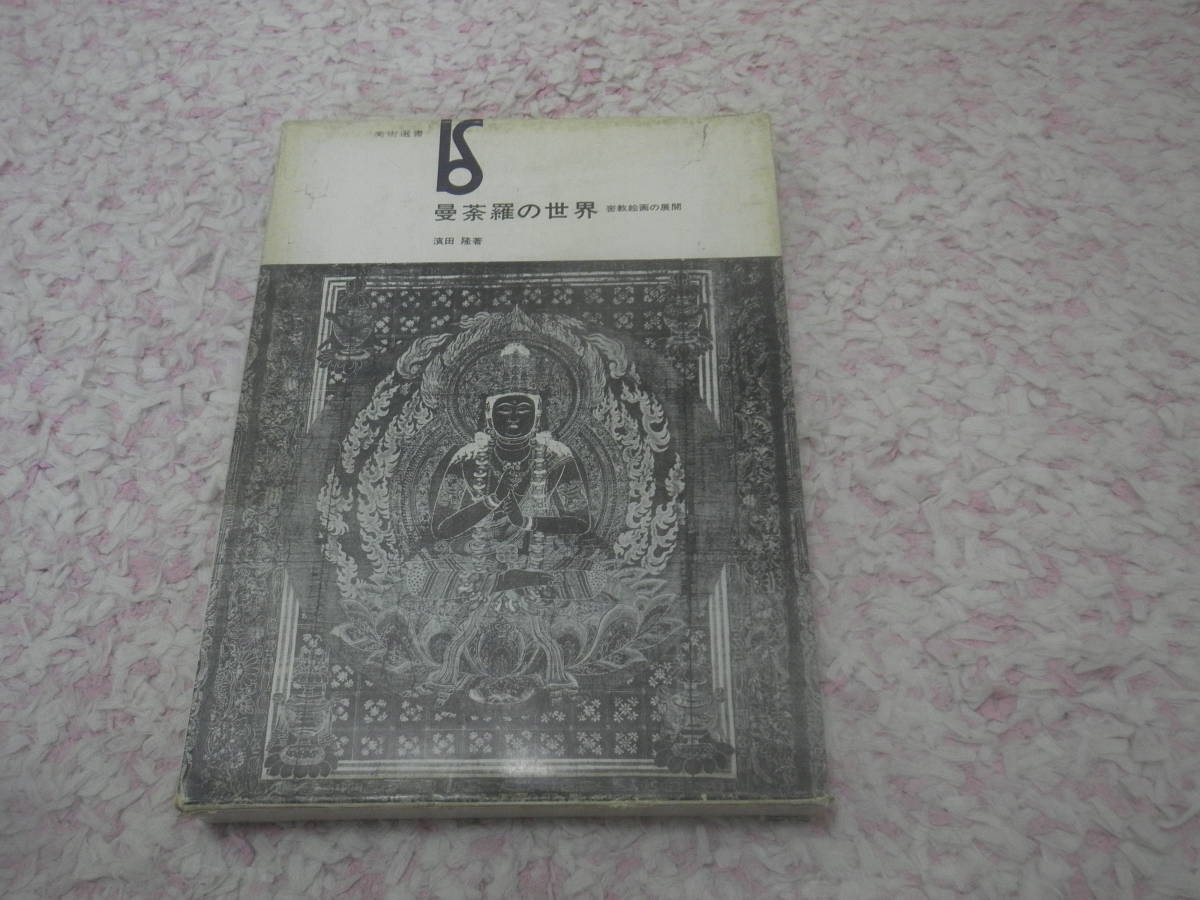 美術選書
曼荼羅の世界 密教絵画の展開
濱田 隆著